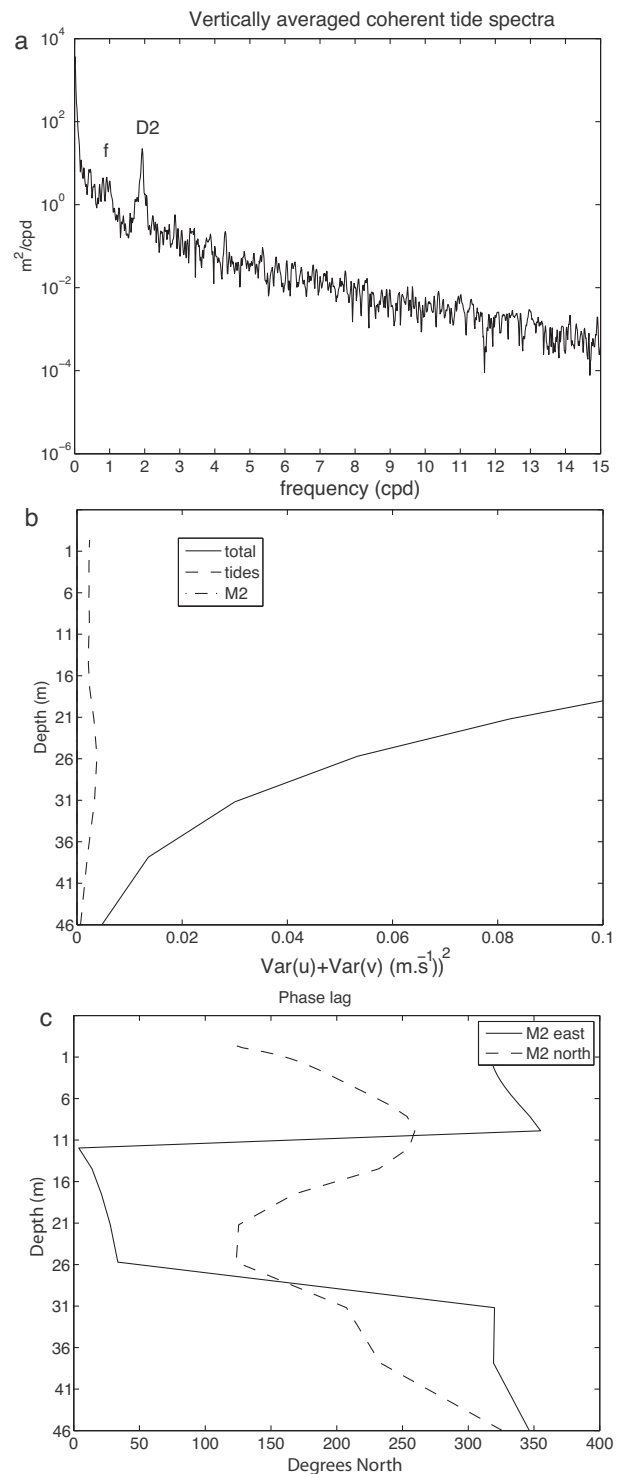 Vertically averaged coherent tide spectra
a
10^4
10^2
10^0
10^−2
10^−4
10^−6
m^2/cpd
f
D2
0 1 2 3 4 5 6 7 8 9 10 11 12 13 14 15
frequency (cpd)
b
total
tides
M2
1
6
11
16
21
26
31
36
41
46
Depth (m)
0 0.02 0.04 0.06 0.08 0.1
Var(u)+Var(v) (m.s^−1))^2
Phase lag
c
M2 east
M2 north
1
6
11
16
21
26
31
36
41
46
Depth (m)
0 50 100 150 200 250 300 350 400
Degrees North